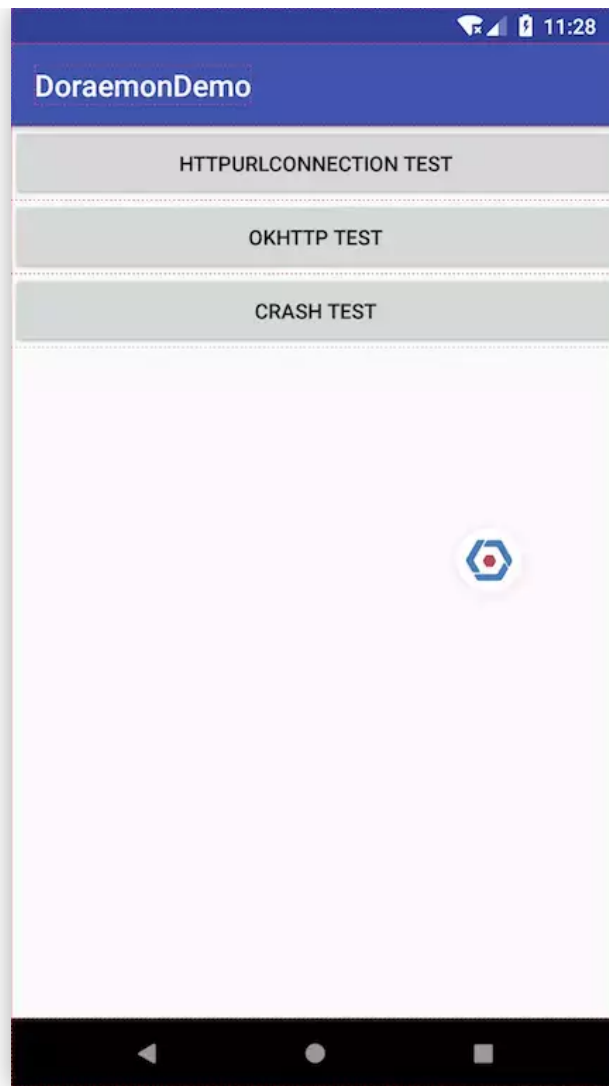 11:28
DoraemonDemo
HTTPURLCONNECTION TEST
OKHTTP TEST
CRASH TEST